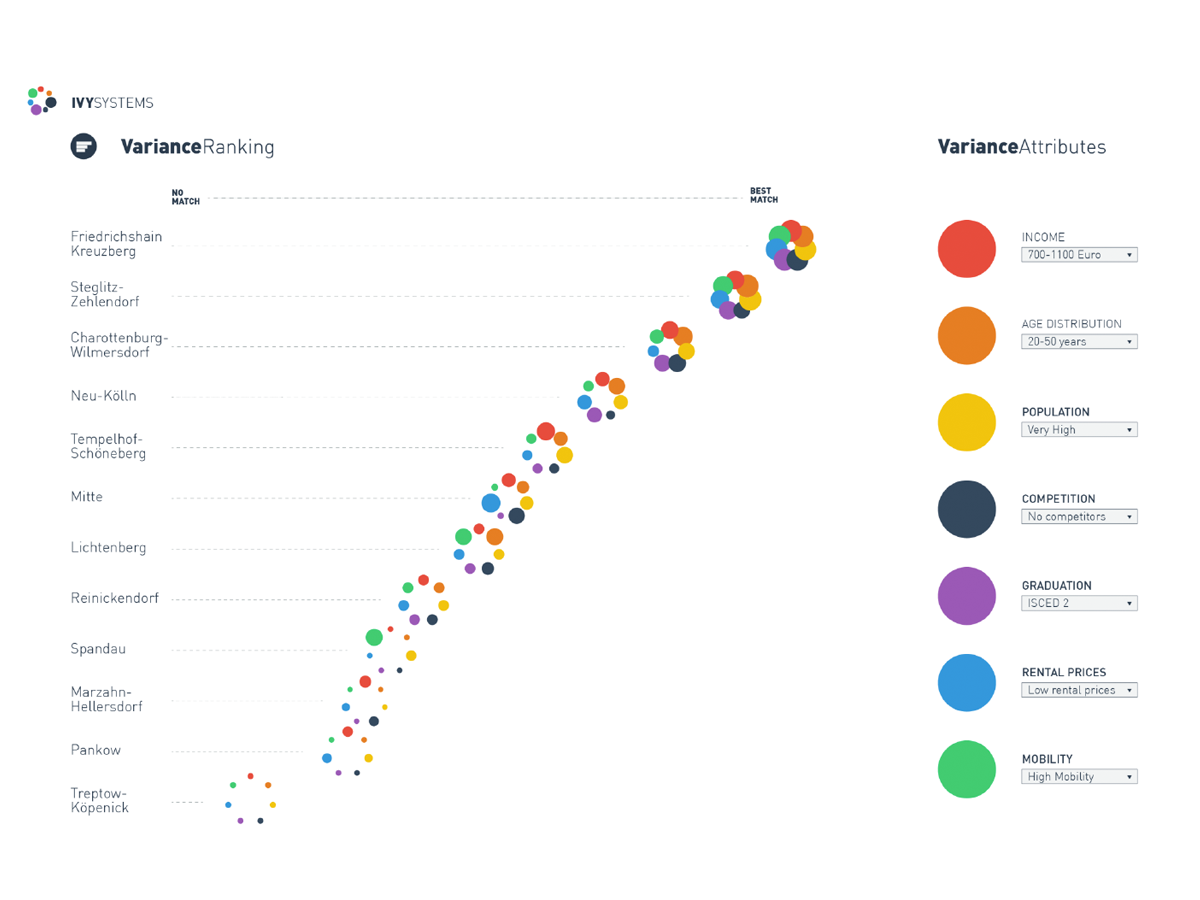 IVYSYSTEMS
VarianceRanking
VarianceAttributes
NO
MATCH
BEST
MATCH
Friedrichshain
Kreuzberg
Steglitz-
Zehlendorf
Charottenburg-
Wilmersdorf
Neu-Kölln
Tempelhof-
Schöneberg
Mitte
Lichtenberg
Reinickendorf
Spandau
Marzahn-
Hellersdorf
Pankow
Treptow-
Köpenick
INCOME
700-1100 Euro
AGE DISTRIBUTION
20-50 years
POPULATION
Very High
COMPETITION
No competitors
GRADUATION
ISCED 2
RENTAL PRICES
Low rental prices
MOBILITY
High Mobility